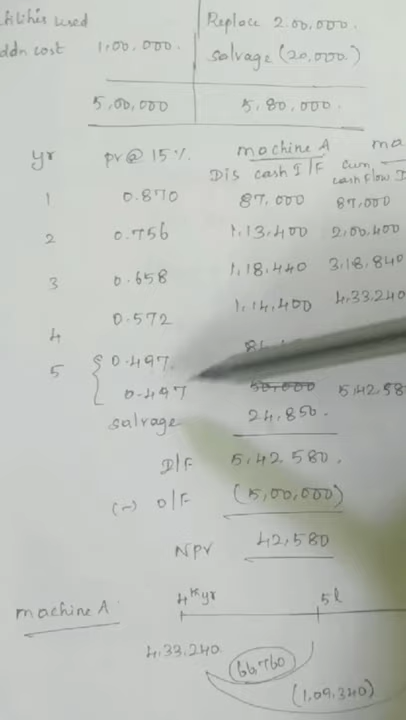 used Replace 2.00,000.
cost 1,00,000. salvage (20,000)
5,00,000 5,80,000.
machine A ma
yr pv@ 15%. Dis cash I/F cum cash flow I
1 0.870 87,000 87,000
2 0.756 1,13,400 2,00,400
3 0.658 1,18,440 3,18,840
4 0.572 1,14,400 4,33,240
5 0.497
0.497 50,000 5,42,58
salvage 24,850.
D/F 5,42,580.
(-) O/F (5,00,000)
NPV 42,580
machine A 4th yr 5
4,33,240 66,760
(1,09,340)